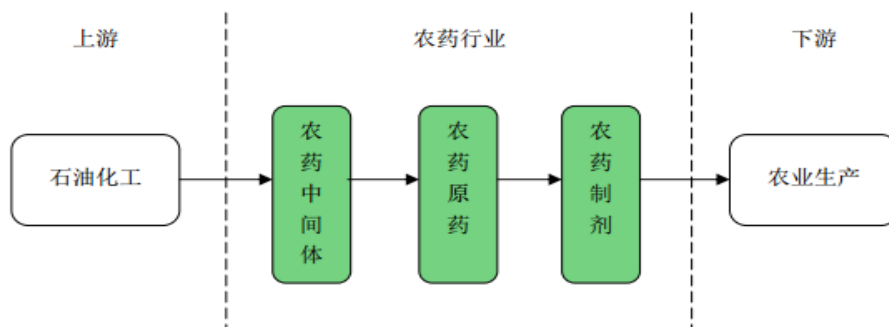 上游
农药行业
下游
石油化工
农药中间体
农药原药
农药制剂
农业生产